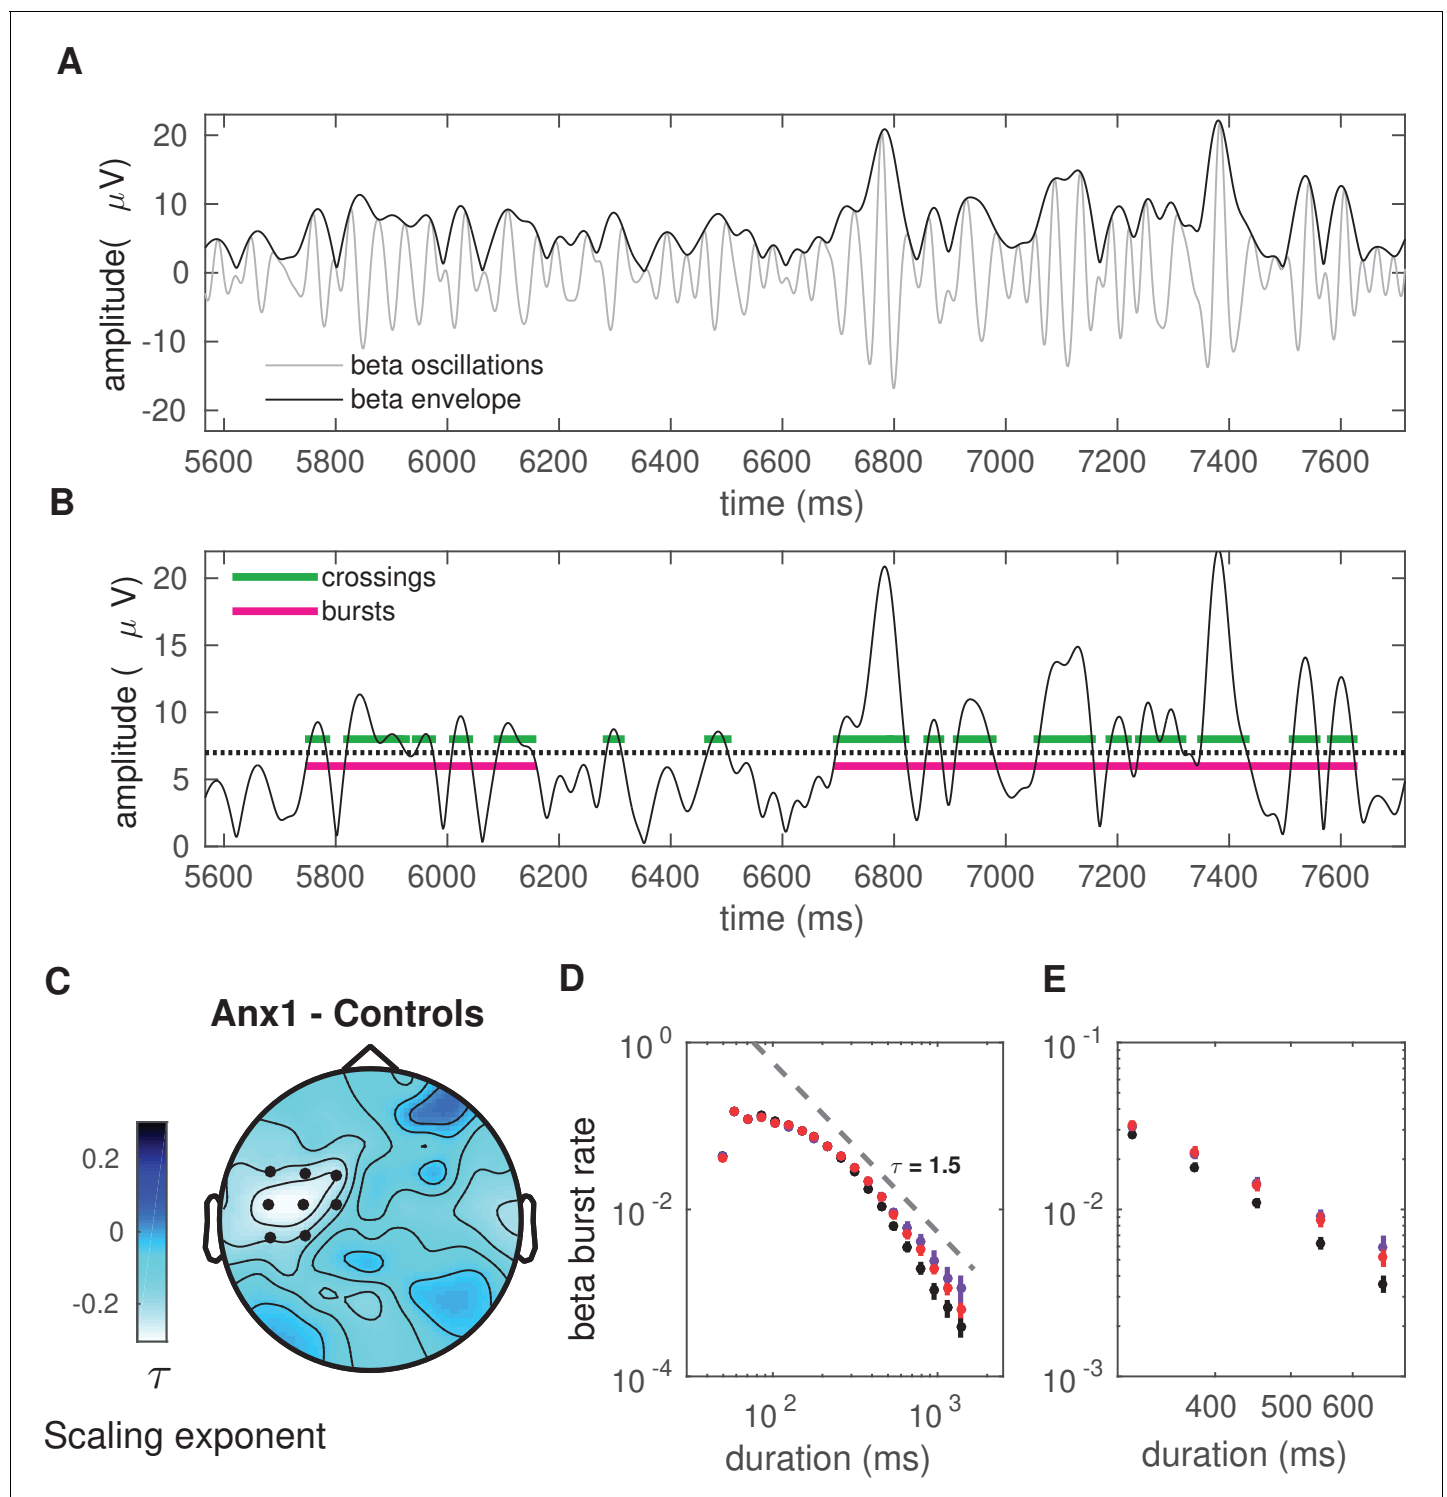 A
amplitude( μV)
20
10
0
-10
-20
beta oscillations
beta envelope
5600 5800 6000 6200 6400 6600 6800 7000 7200 7400 7600
time (ms)
B
amplitude ( μ V)
20
15
10
5
0
crossings
bursts
5600 5800 6000 6200 6400 6600 6800 7000 7200 7400 7600
time (ms)
C
Anx1 - Controls
0.2
0
-0.2
τ
Scaling exponent
D
beta burst rate
10^0
10^-2
10^-4
τ = 1.5
10^2 10^3
duration (ms)
E
10^-1
10^-2
10^-3
400 500 600
duration (ms)